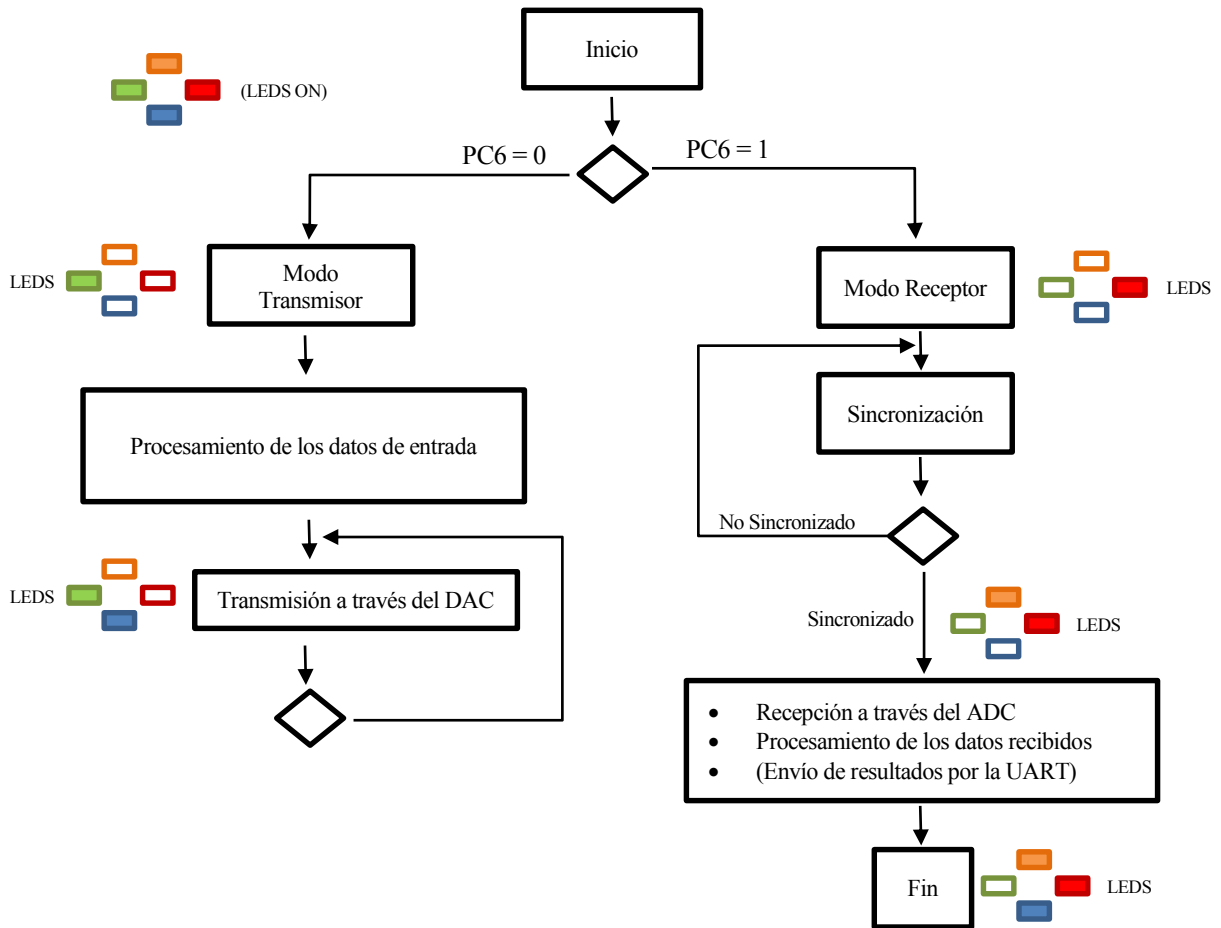 Inicio
(LEDS ON)
PC6 = 0
PC6 = 1
LEDS
Modo
Transmisor
Modo Receptor
LEDS
Procesamiento de los datos de entrada
Sincronización
No Sincronizado
LEDS
Transmisión a través del DAC
Sincronizado
LEDS
• Recepción a través del ADC
• Procesamiento de los datos recibidos
• (Envío de resultados por la UART)
Fin
LEDS